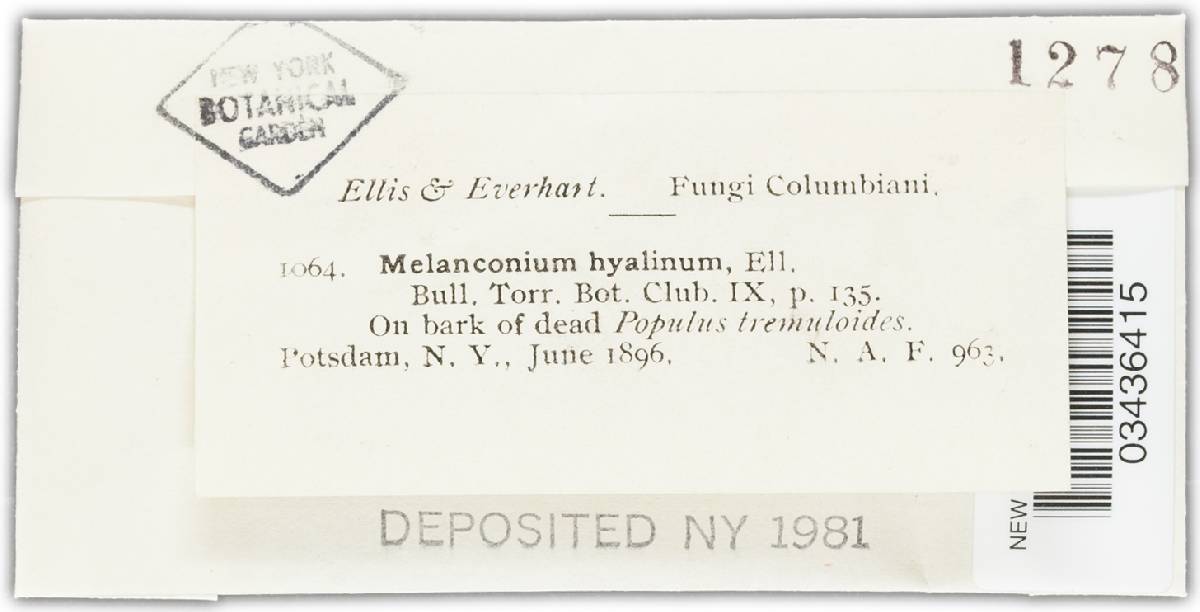 1278
NEW YORK
BOTANICAL
GARDEN
Ellis & Everhart. Fungi Columbiani.
1064. Melanconium hyalinum, Ell.
Bull. Torr. Bot. Club. IX, p. 135.
On bark of dead Populus tremuloides.
Potsdam, N. Y., June 1896. N. A. F. 963.
03436415
NEW
DEPOSITED NY 1981